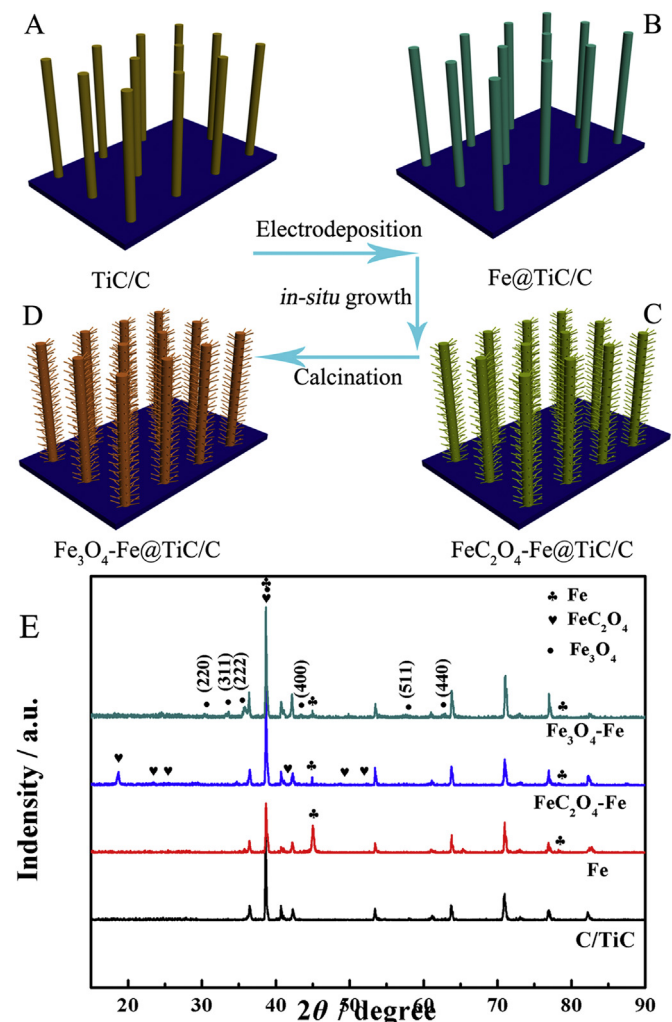 A
B
TiC/C
Electrodeposition
Fe@TiC/C
in-situ growth
D
C
Calcination
Fe₃O₄-Fe@TiC/C
FeC₂O₄-Fe@TiC/C
E
♣ Fe
♥ FeC₂O₄
• Fe₃O₄
(220)
(311)
(222)
(400)
(511)
(440)
Fe₃O₄-Fe
FeC₂O₄-Fe
Fe
C/TiC
Indensity / a.u.
20 30 40 50 60 70 80 90
2θ / degree